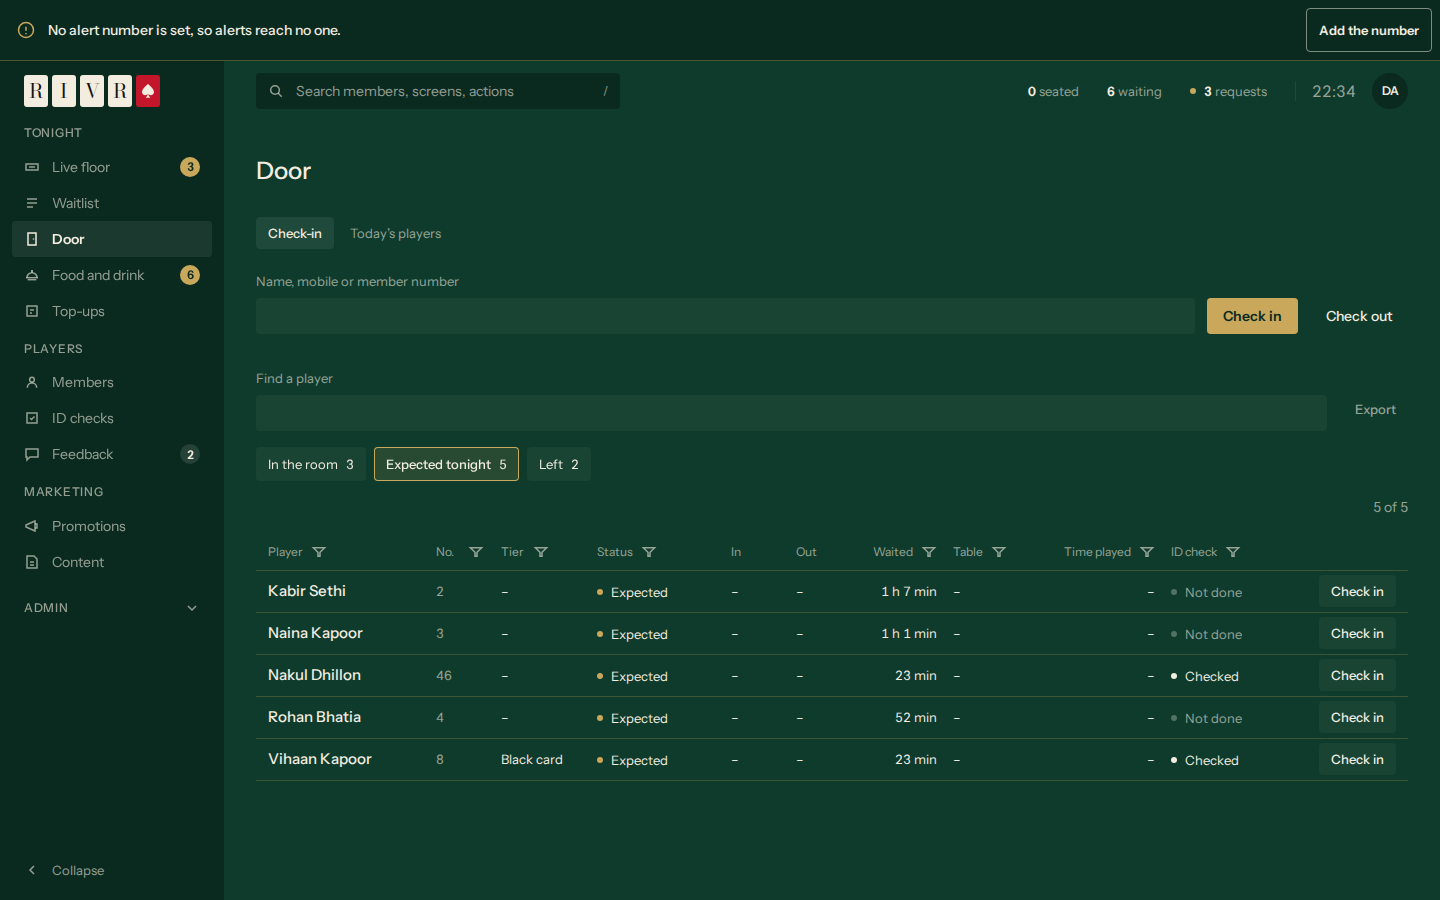 No alert number is set, so alerts reach no one.
Add the number
R I V R
Search members, screens, actions /
0 seated 6 waiting 3 requests 22:34 DA
TONIGHT
Live floor 3
Waitlist
Door
Food and drink 6
Top-ups
PLAYERS
Members
ID checks
Feedback 2
MARKETING
Promotions
Content
ADMIN
Collapse
Door
Check-in Today's players
Name, mobile or member number
Check in Check out
Find a player
Export
In the room 3 Expected tonight 5 Left 2
5 of 5
Player No. Tier Status In Out Waited Table Time played ID check
Kabir Sethi 2 – Expected – – 1 h 7 min – – Not done Check in
Naina Kapoor 3 – Expected – – 1 h 1 min – – Not done Check in
Nakul Dhillon 46 – Expected – – 23 min – – Checked Check in
Rohan Bhatia 4 – Expected – – 52 min – – Not done Check in
Vihaan Kapoor 8 Black card Expected – – 23 min – – Checked Check in